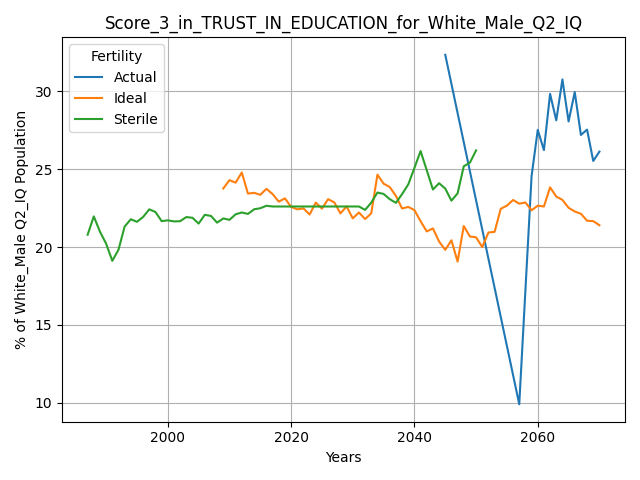 Score_3_in_TRUST_IN_EDUCATION_for_White_Male_Q2_IQ
Fertility
Actual
Ideal
Sterile
% of White_Male Q2_IQ Population
30
25
20
15
10
2000
2020
2040
2060
Years